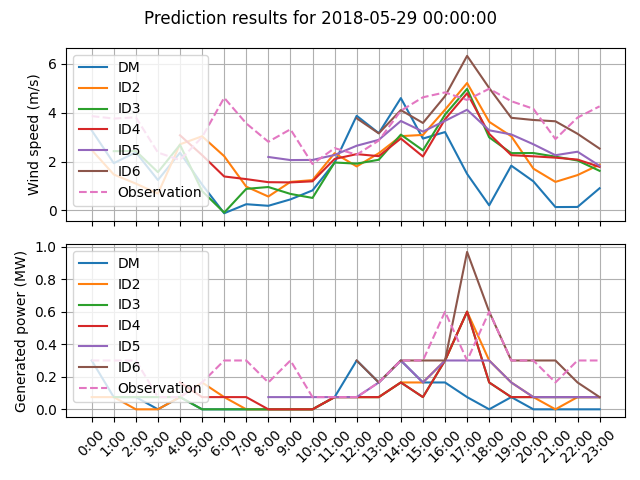 Prediction results for 2018-05-29 00:00:00
Wind speed (m/s)
6
4
2
0
DM
ID2
ID3
ID4
ID5
ID6
Observation
Generated power (MW)
1.0
0.8
0.6
0.4
0.2
0.0
DM
ID2
ID3
ID4
ID5
ID6
Observation
0:00
1:00
2:00
3:00
4:00
5:00
6:00
7:00
8:00
9:00
10:00
11:00
12:00
13:00
14:00
15:00
16:00
17:00
18:00
19:00
20:00
21:00
22:00
23:00